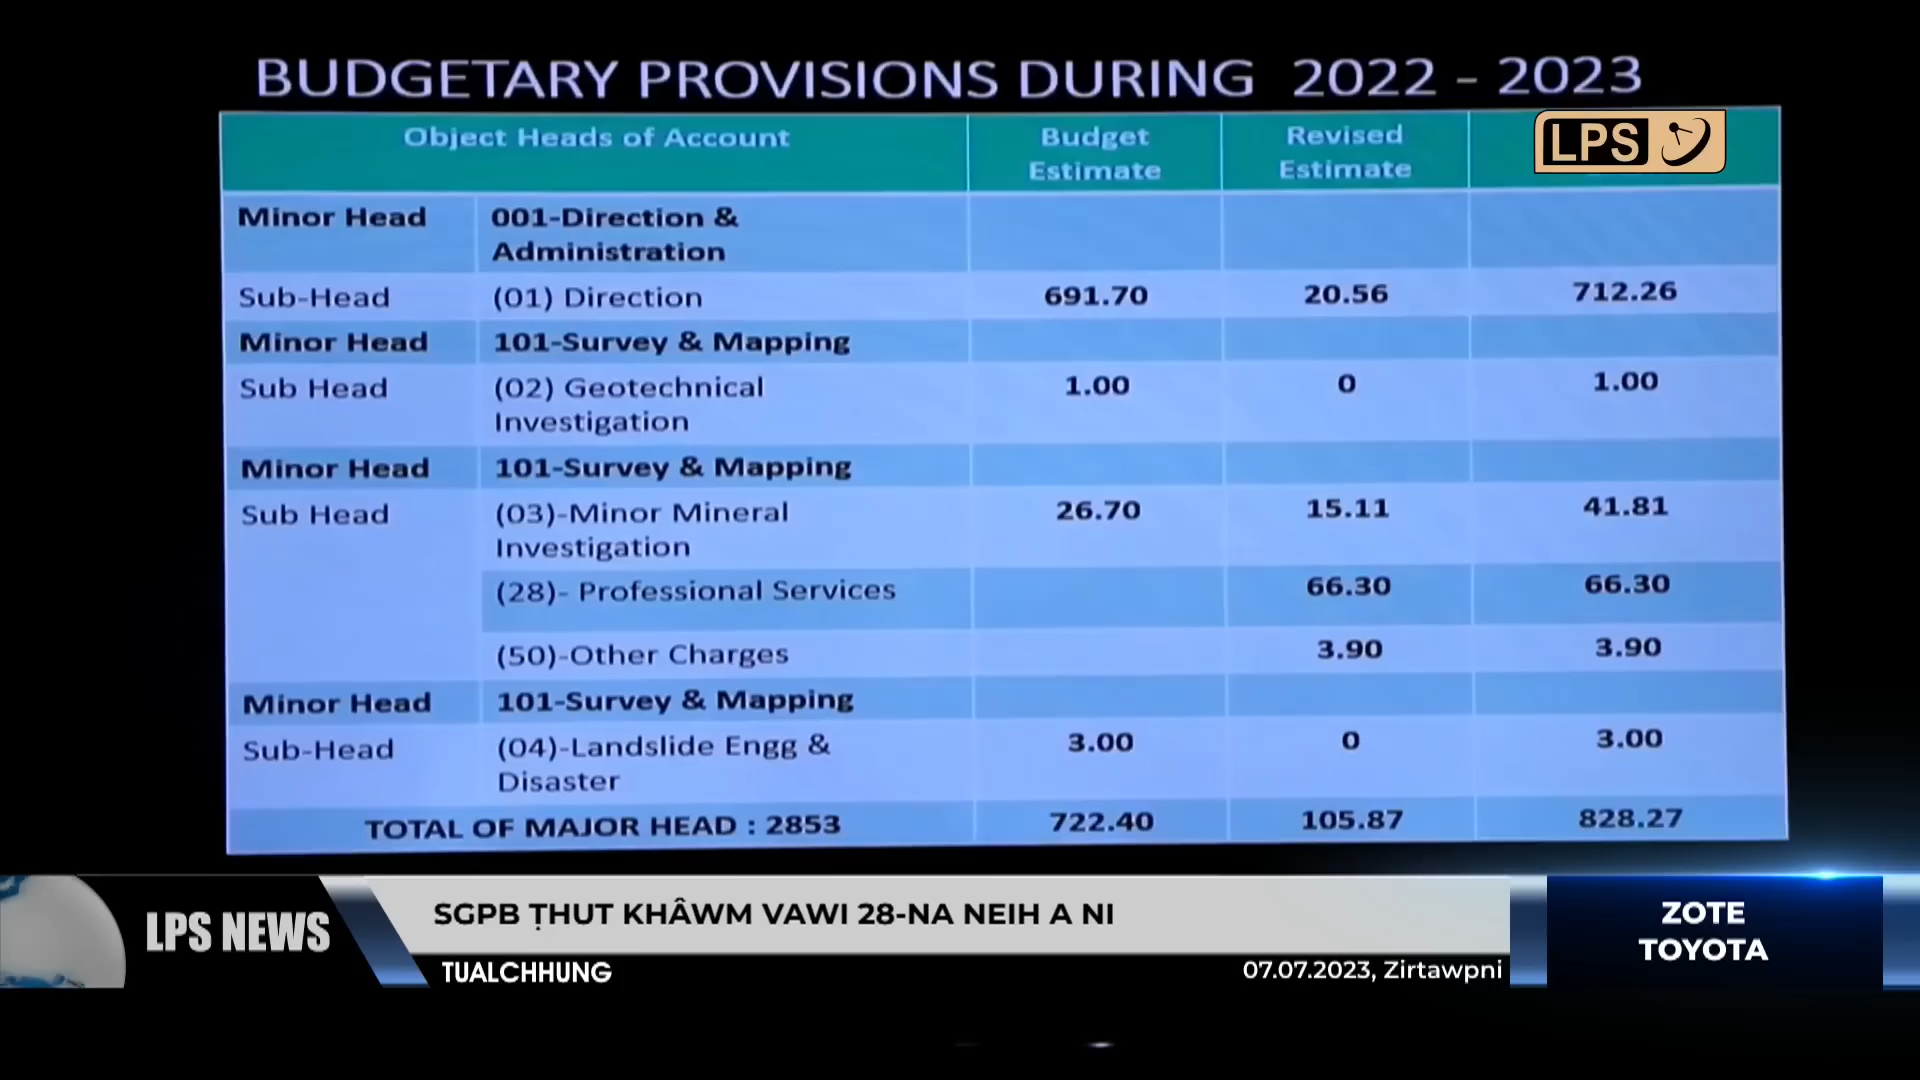 BUDGETARY PROVISIONS DURING 2022 - 2023
Object Heads of Account Budget Estimate Revised Estimate
LPS
Minor Head 001-Direction & Administration
Sub-Head (01) Direction 691.70 20.56 712.26
Minor Head 101-Survey & Mapping
Sub Head (02) Geotechnical Investigation 1.00 0 1.00
Minor Head 101-Survey & Mapping
Sub Head (03)-Minor Mineral Investigation 26.70 15.11 41.81
(28)- Professional Services 66.30 66.30
(50)-Other Charges 3.90 3.90
Minor Head 101-Survey & Mapping
Sub-Head (04)-Landslide Engg & Disaster 3.00 0 3.00
TOTAL OF MAJOR HEAD : 2853 722.40 105.87 828.27
LPS NEWS
SGPB ṬHUT KHÂWM VAWI 28-NA NEIH A NI
TUALCHHUNG
07.07.2023, Zirtawpni
ZOTE
TOYOTA